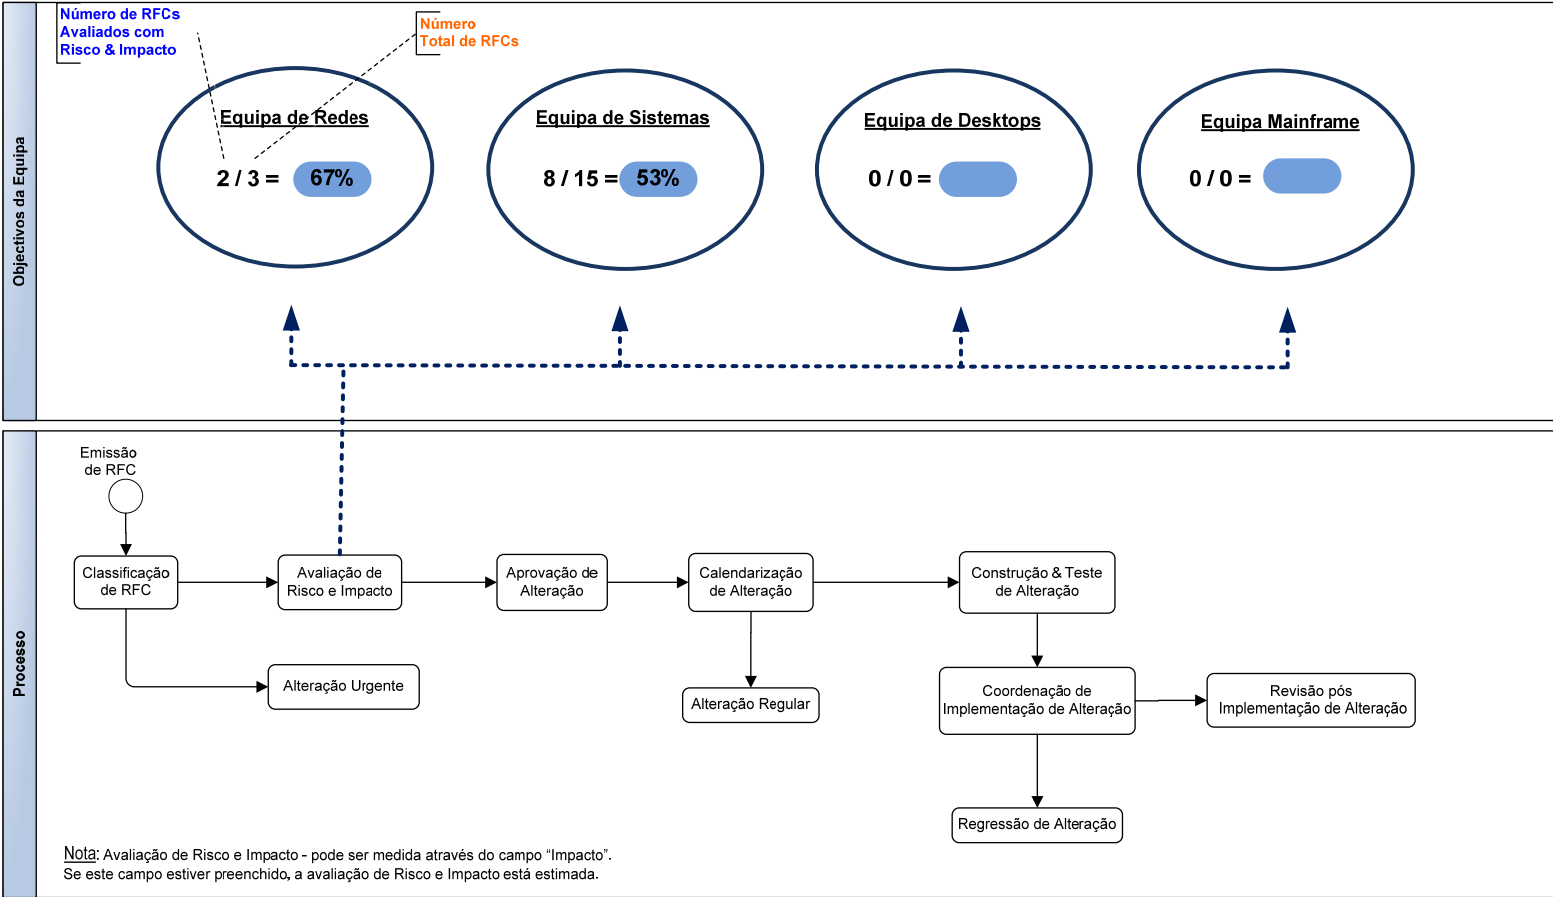 Objectivos da Equipa
Número de RFCs
Avaliados com
Risco & Impacto
Número
Total de RFCs
Equipa de Redes
2 / 3 = 67%
Equipa de Sistemas
8 / 15 = 53%
Equipa de Desktops
0 / 0 =
Equipa Mainframe
0 / 0 =
Processo
Emissão
de RFC
Classificação
de RFC
Avaliação de
Risco e Impacto
Aprovação de
Alteração
Calendarização
de Alteração
Construção & Teste
de Alteração
Alteração Urgente
Alteração Regular
Coordenação de
Implementação de Alteração
Revisão pós
Implementação de Alteração
Regressão de Alteração
Nota: Avaliação de Risco e Impacto - pode ser medida através do campo “Impacto”.
Se este campo estiver preenchido, a avaliação de Risco e Impacto está estimada.